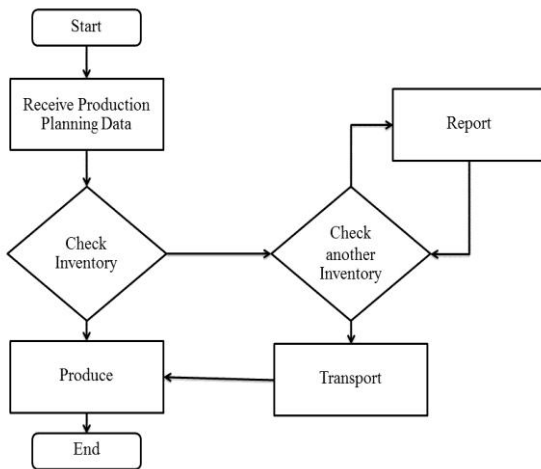 Start
Receive Production
Planning Data
Check
Inventory
Produce
End
Report
Check
another
Inventory
Transport